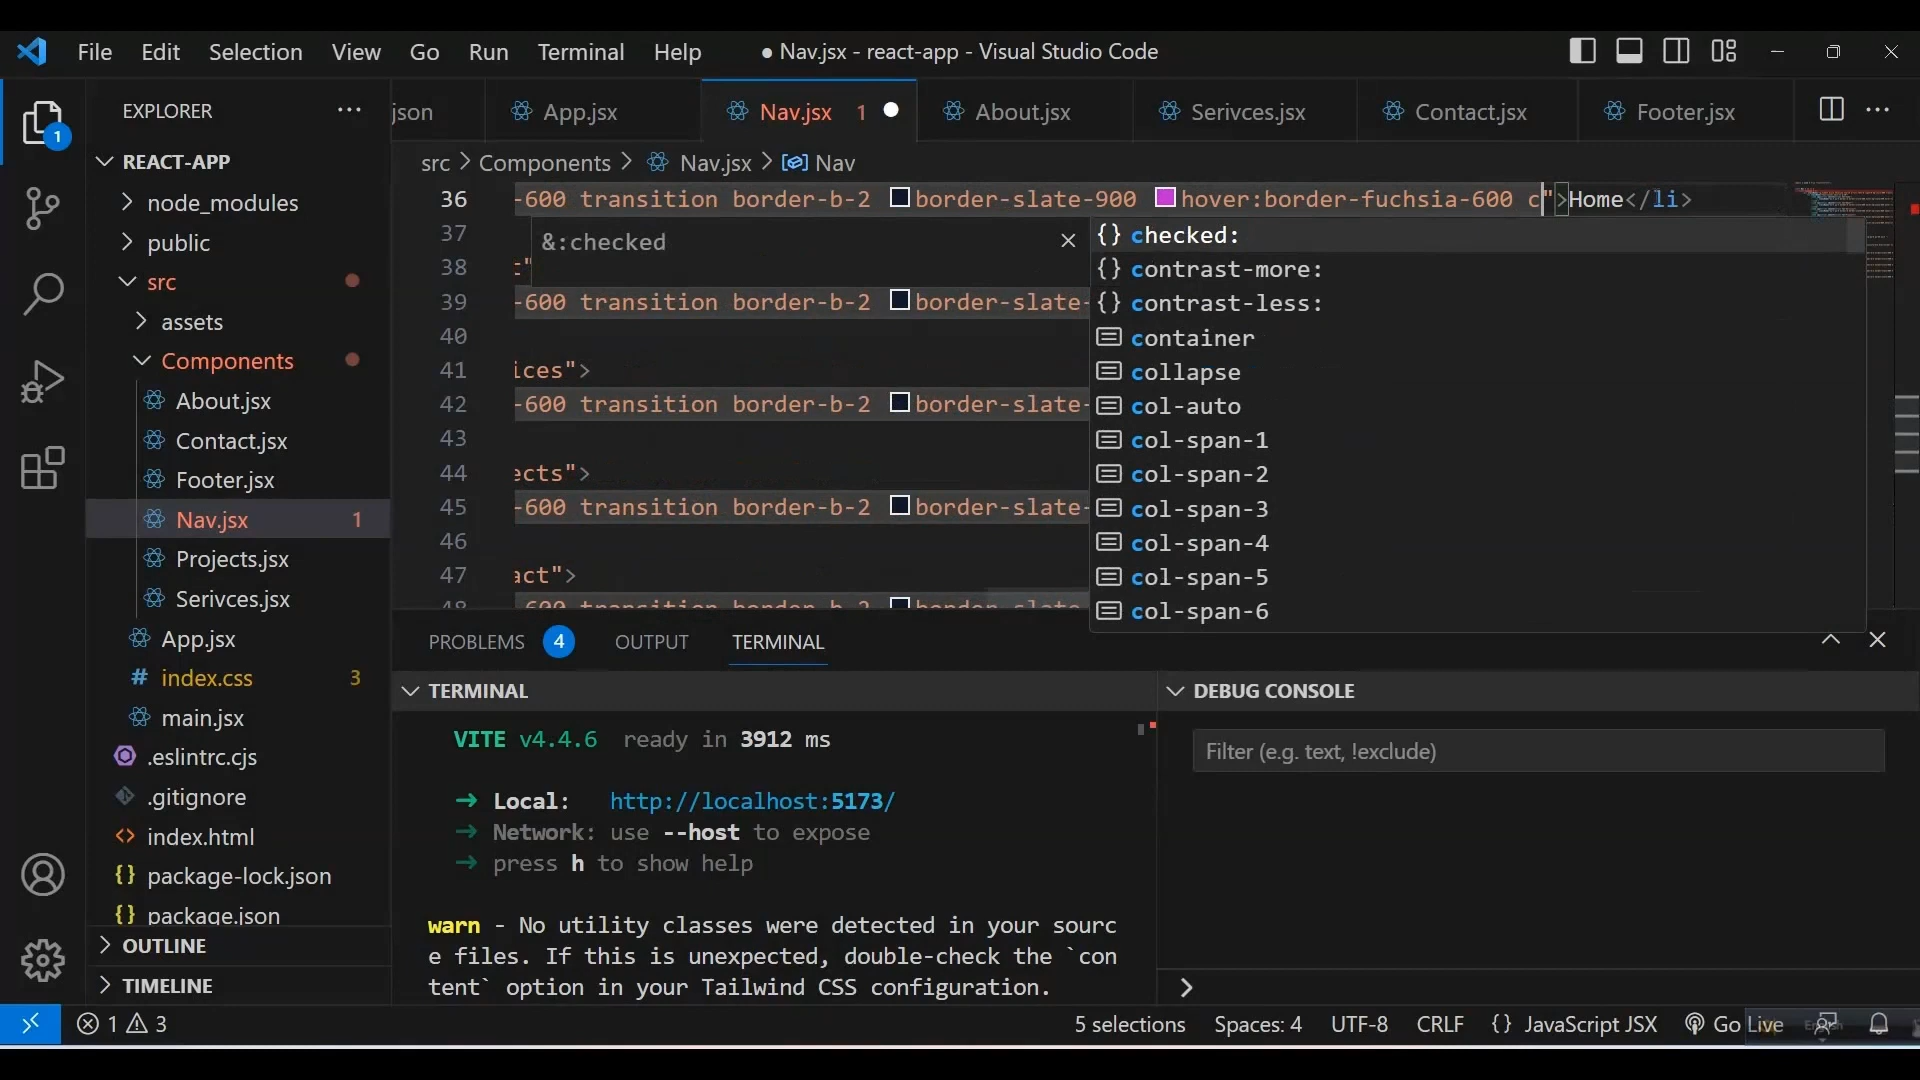 File Edit Selection View Go Run Terminal Help ● Nav.jsx - react-app - Visual Studio Code
EXPLORER ···
json App.jsx Nav.jsx 1 About.jsx Serivces.jsx Contact.jsx Footer.jsx ···
1
REACT-APP
src > Components > Nav.jsx > Nav
node_modules
public
src
assets
Components
About.jsx
Contact.jsx
Footer.jsx
Nav.jsx 1
Projects.jsx
Serivces.jsx
App.jsx
# index.css 3
main.jsx
.eslintrc.cjs
.gitignore
<> index.html
{} package-lock.json
{} package.json
OUTLINE
TIMELINE
36 -600 transition border-b-2 border-slate-900 hover:border-fuchsia-600 c">Home</li>
37
38 t"
39 -600 transition border-b-2 border-slate-
40
41 ices">
42 -600 transition border-b-2 border-slate-
43
44 ects">
45 -600 transition border-b-2 border-slate-
46
47 act">
48 -600 transition border-b-2 border-slate-
&:checked
{} checked:
{} contrast-more:
{} contrast-less:
container
collapse
col-auto
col-span-1
col-span-2
col-span-3
col-span-4
col-span-5
col-span-6
PROBLEMS 4 OUTPUT TERMINAL
TERMINAL
VITE v4.4.6 ready in 3912 ms
➜ Local: http://localhost:5173/
➜ Network: use --host to expose
➜ press h to show help
warn - No utility classes were detected in your sourc
e files. If this is unexpected, double-check the `con
tent` option in your Tailwind CSS configuration.
DEBUG CONSOLE
Filter (e.g. text, !exclude)
>
1 3 5 selections Spaces: 4 UTF-8 CRLF {} JavaScript JSX Go Live